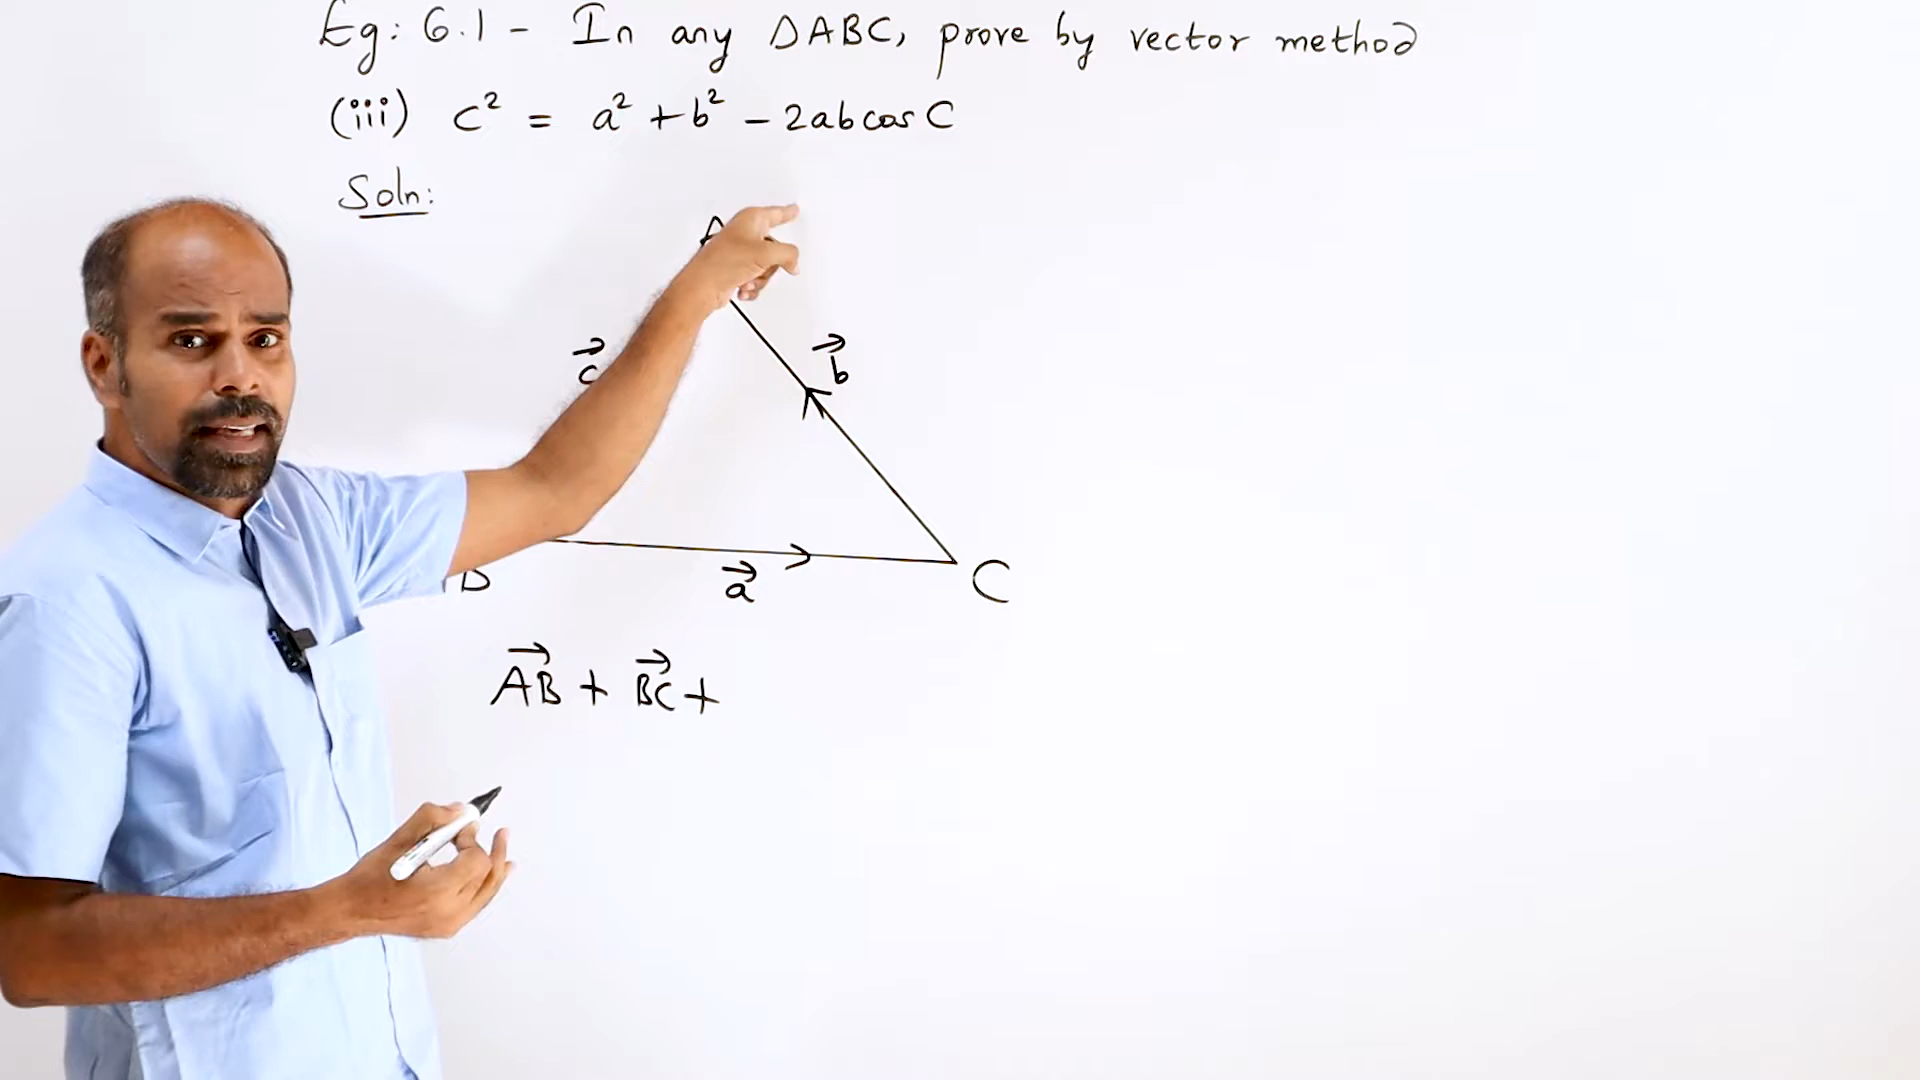 Eg: 6.1 - In any ΔABC, prove by vector method
(iii) c² = a² + b² - 2ab cos C
Soln:
A
c⃗
b⃗
B
a⃗
C
A⃗B⃗ + B⃗C⃗ +